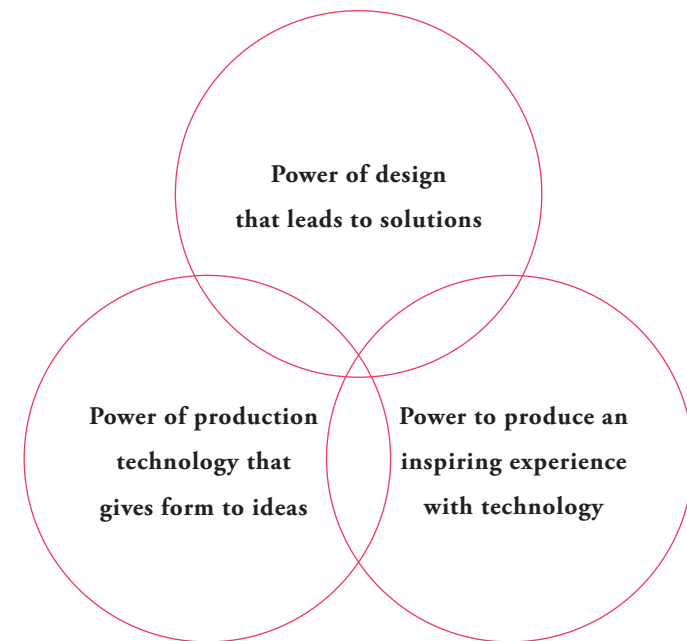 Power of design
that leads to solutions
Power of production
technology that
gives form to ideas
Power to produce an
inspiring experience
with technology